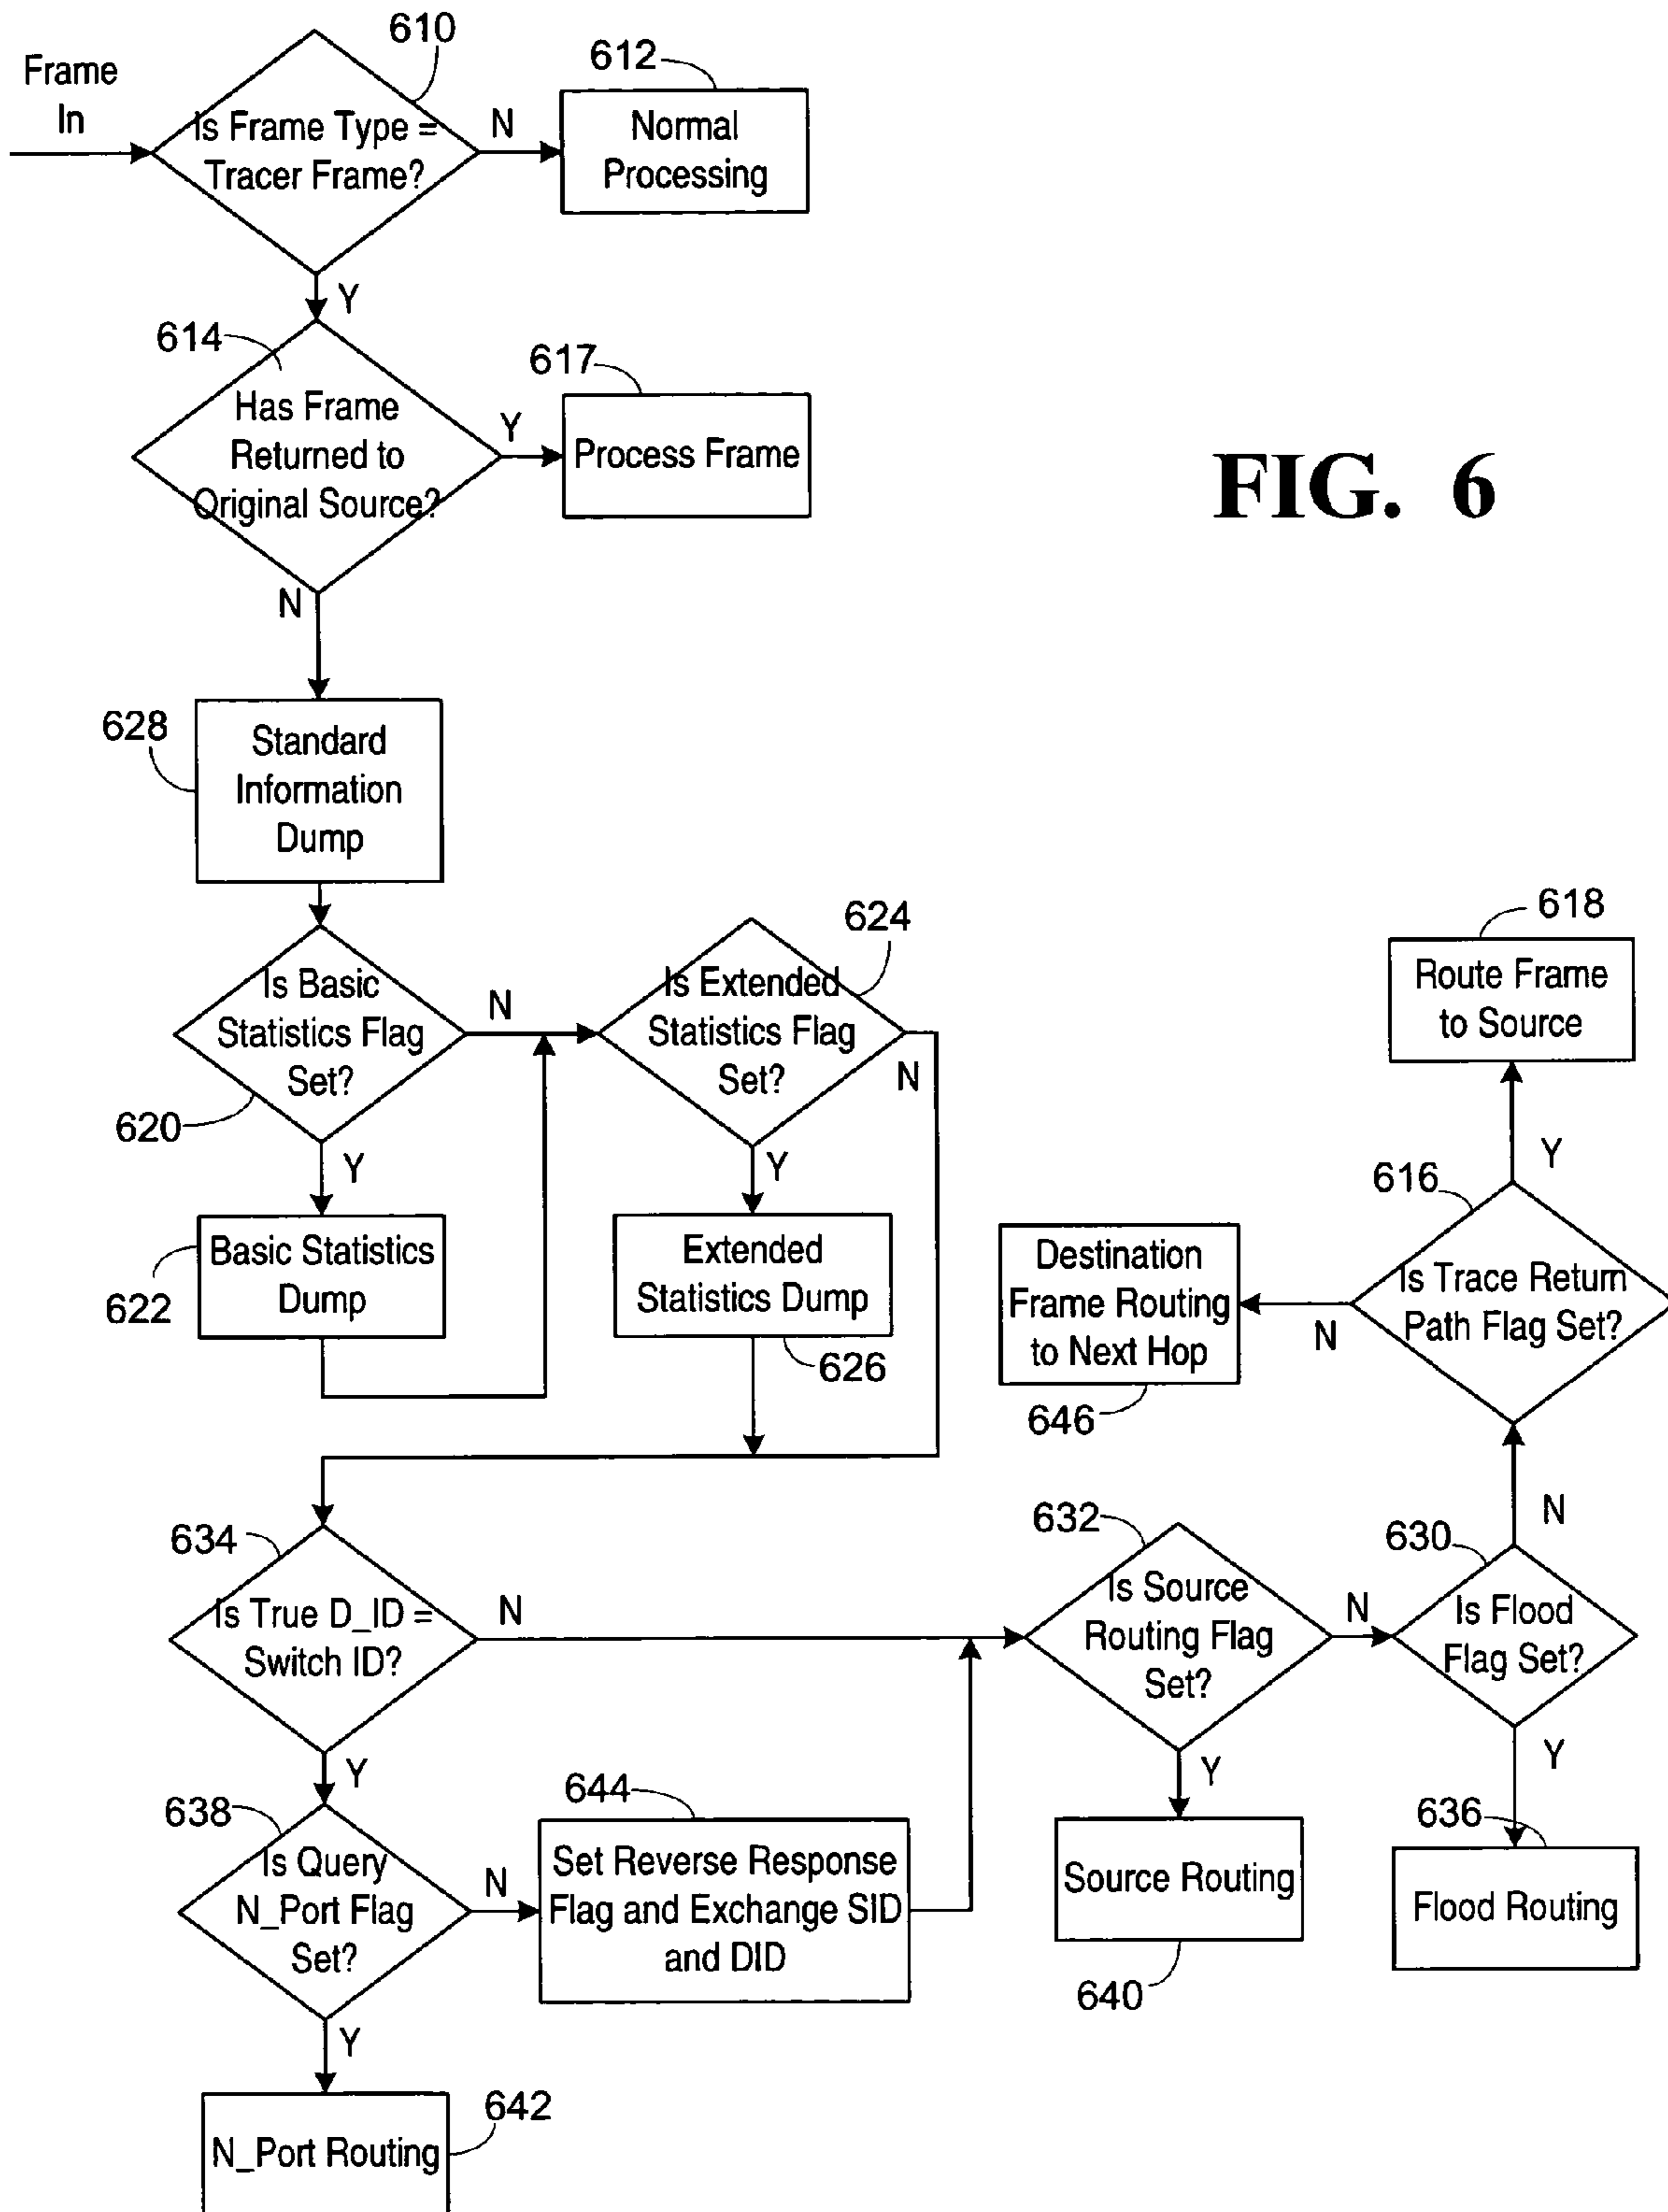 Frame
In
610
Is Frame Type =
Tracer Frame?
N
612
Normal
Processing
Y
614
Has Frame
Returned to
Original Source?
Y
617
Process Frame
FIG. 6
N
628
Standard
Information
Dump
Is Basic
Statistics Flag
Set?
620
N
624
Is Extended
Statistics Flag
Set?
N
Y
622
Basic Statistics
Dump
Y
Extended
Statistics Dump
626
618
Route Frame
to Source
Y
616
Is Trace Return
Path Flag Set?
N
Destination
Frame Routing
to Next Hop
646
N
634
Is True D_ID =
Switch ID?
N
632
Is Source
Routing Flag
Set?
N
630
Is Flood
Flag Set?
Y
638
Is Query
N_Port Flag
Set?
N
644
Set Reverse Response
Flag and Exchange SID
and DID
Y
Source Routing
640
Y
636
Flood Routing
Y
642
N_Port Routing